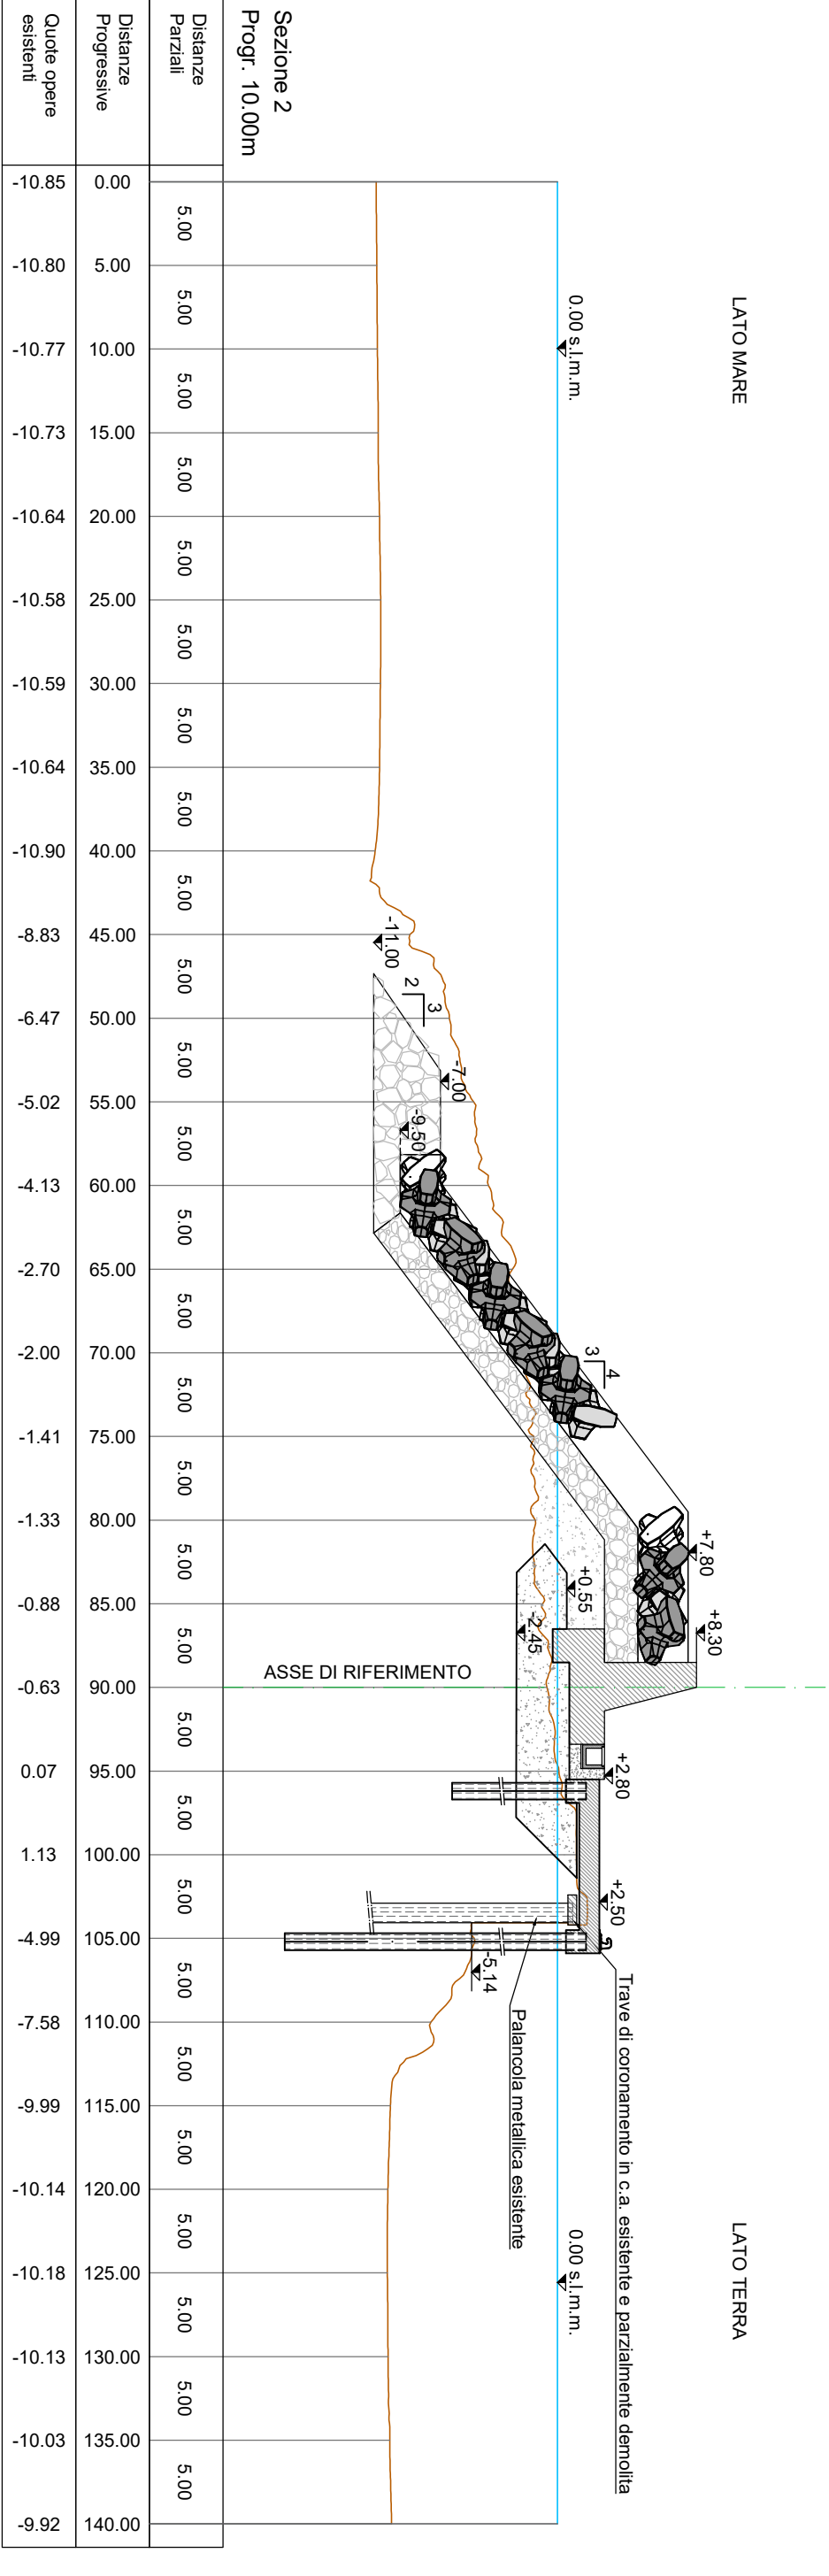 LATO MARE
LATO TERRA
+8.30
+7.80
4
3
Trave di coronamento in c.a. esistente e parzialmente demolita
+2.80
+2.50
0.00 s.l.m.m.
0.00 s.l.m.m.
+0.55
-2.45
Palancola metallica esistente
-5.14
-7.00
3
2
-9.50
-11.00
ASSE DI RIFERIMENTO
Sezione 2
Progr. 10.00m
Distanze
Parziali
5.00 5.00 5.00 5.00 5.00 5.00 5.00 5.00 5.00 5.00 5.00 5.00 5.00 5.00 5.00 5.00 5.00 5.00 5.00 5.00 5.00 5.00 5.00 5.00 5.00 5.00 5.00 5.00
Distanze
Progressive
0.00 5.00 10.00 15.00 20.00 25.00 30.00 35.00 40.00 45.00 50.00 55.00 60.00 65.00 70.00 75.00 80.00 85.00 90.00 95.00 100.00 105.00 110.00 115.00 120.00 125.00 130.00 135.00 140.00
Quote opere
esistenti
-10.85 -10.80 -10.77 -10.73 -10.64 -10.58 -10.59 -10.64 -10.90 -8.83 -6.47 -5.02 -4.13 -2.70 -2.00 -1.41 -1.33 -0.88 -0.63 0.07 1.13 -4.99 -7.58 -9.99 -10.14 -10.18 -10.13 -10.03 -9.92